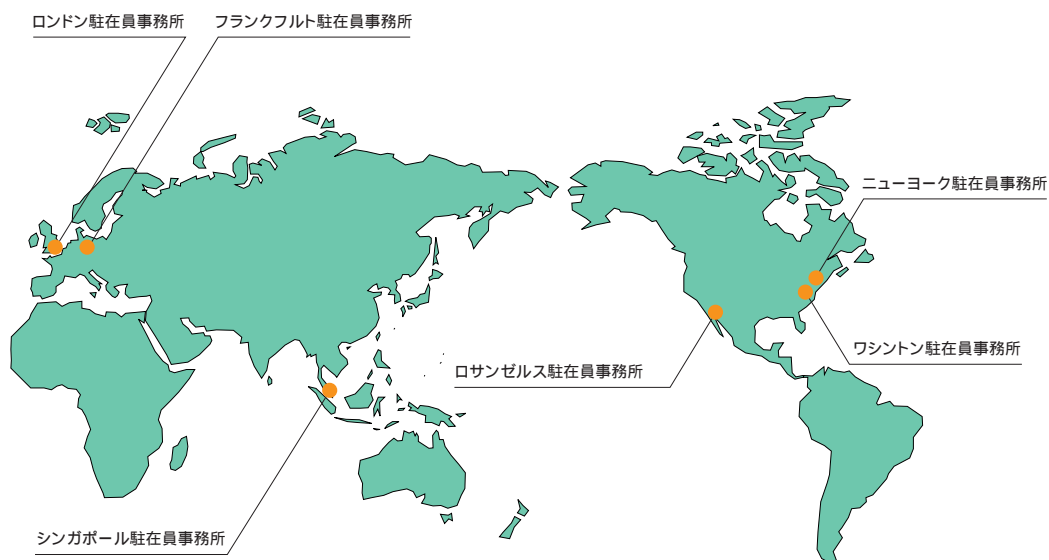 ロンドン駐在員事務所
フランクフルト駐在員事務所
ニューヨーク駐在員事務所
ワシントン駐在員事務所
ロサンゼルス駐在員事務所
シンガポール駐在員事務所